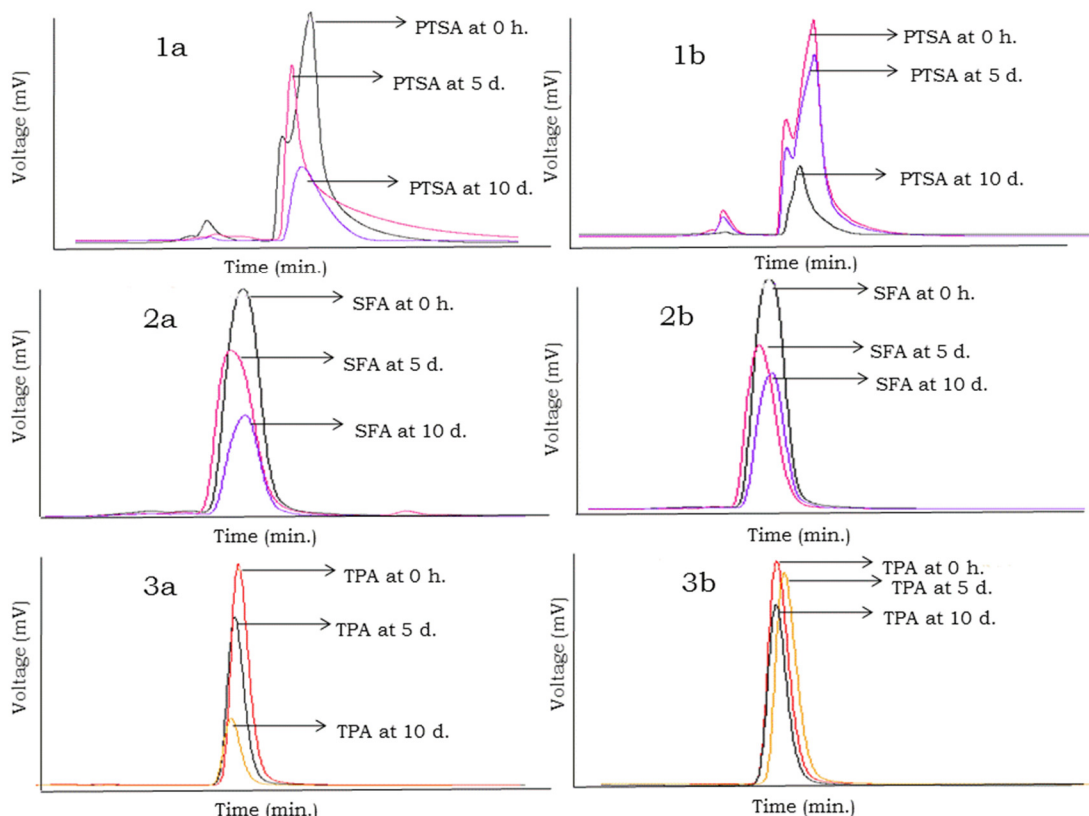 1a
PTSA at 0 h.
PTSA at 5 d.
PTSA at 10 d.
Voltage (mV)
Time (min.)
1b
PTSA at 0 h.
PTSA at 5 d.
PTSA at 10 d.
Voltage (mV)
Time (min.)
2a
SFA at 0 h.
SFA at 5 d.
SFA at 10 d.
Voltage (mV)
Time (min.)
2b
SFA at 0 h.
SFA at 5 d.
SFA at 10 d.
Voltage (mV)
Time (min.)
3a
TPA at 0 h.
TPA at 5 d.
TPA at 10 d.
Voltage (mV)
Time (min.)
3b
TPA at 0 h.
TPA at 5 d.
TPA at 10 d.
Voltage (mV)
Time (min.)